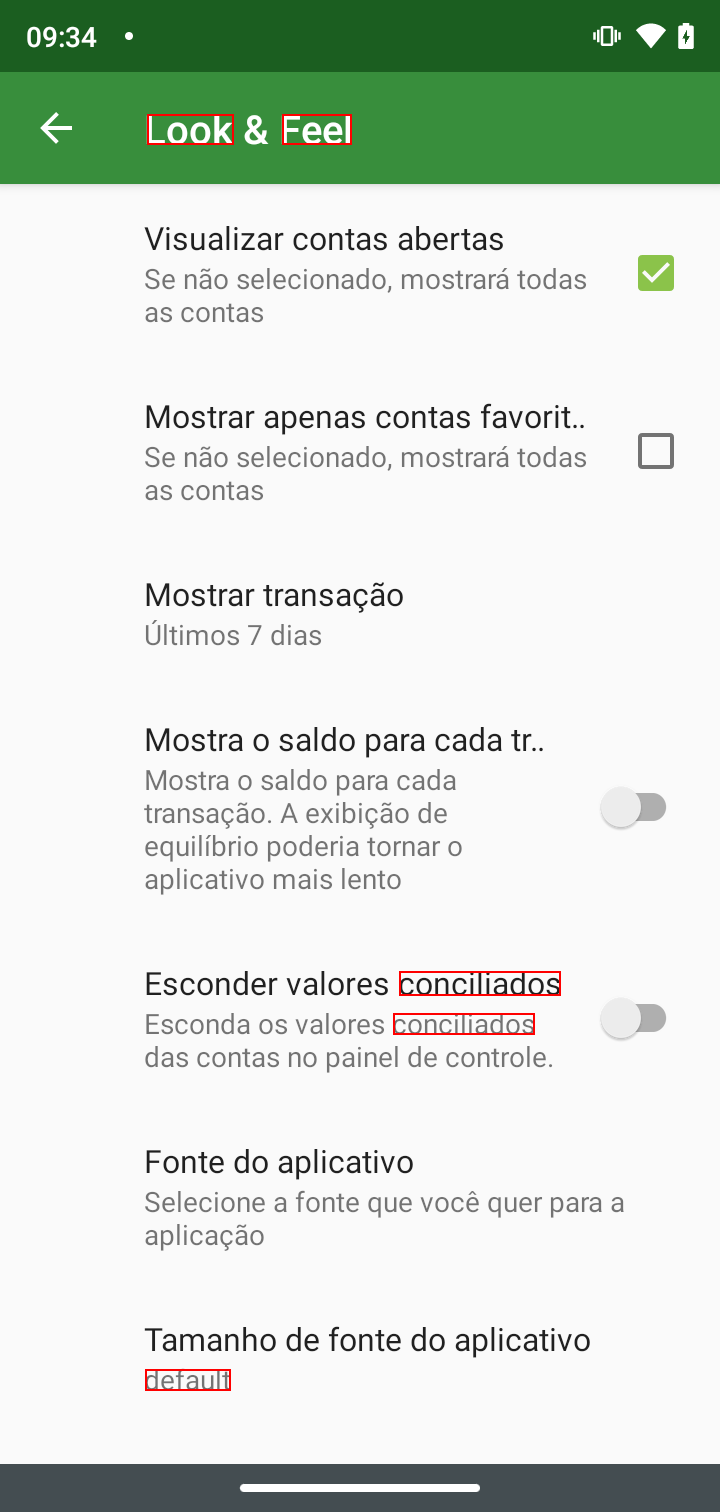 09:34
Look & Feel
Visualizar contas abertas
Se não selecionado, mostrará todas
as contas
Mostrar apenas contas favorit..
Se não selecionado, mostrará todas
as contas
Mostrar transação
Últimos 7 dias
Mostra o saldo para cada tr..
Mostra o saldo para cada
transação. A exibição de
equilíbrio poderia tornar o
aplicativo mais lento
Esconder valores conciliados
Esconda os valores conciliados
das contas no painel de controle.
Fonte do aplicativo
Selecione a fonte que você quer para a
aplicação
Tamanho de fonte do aplicativo
default